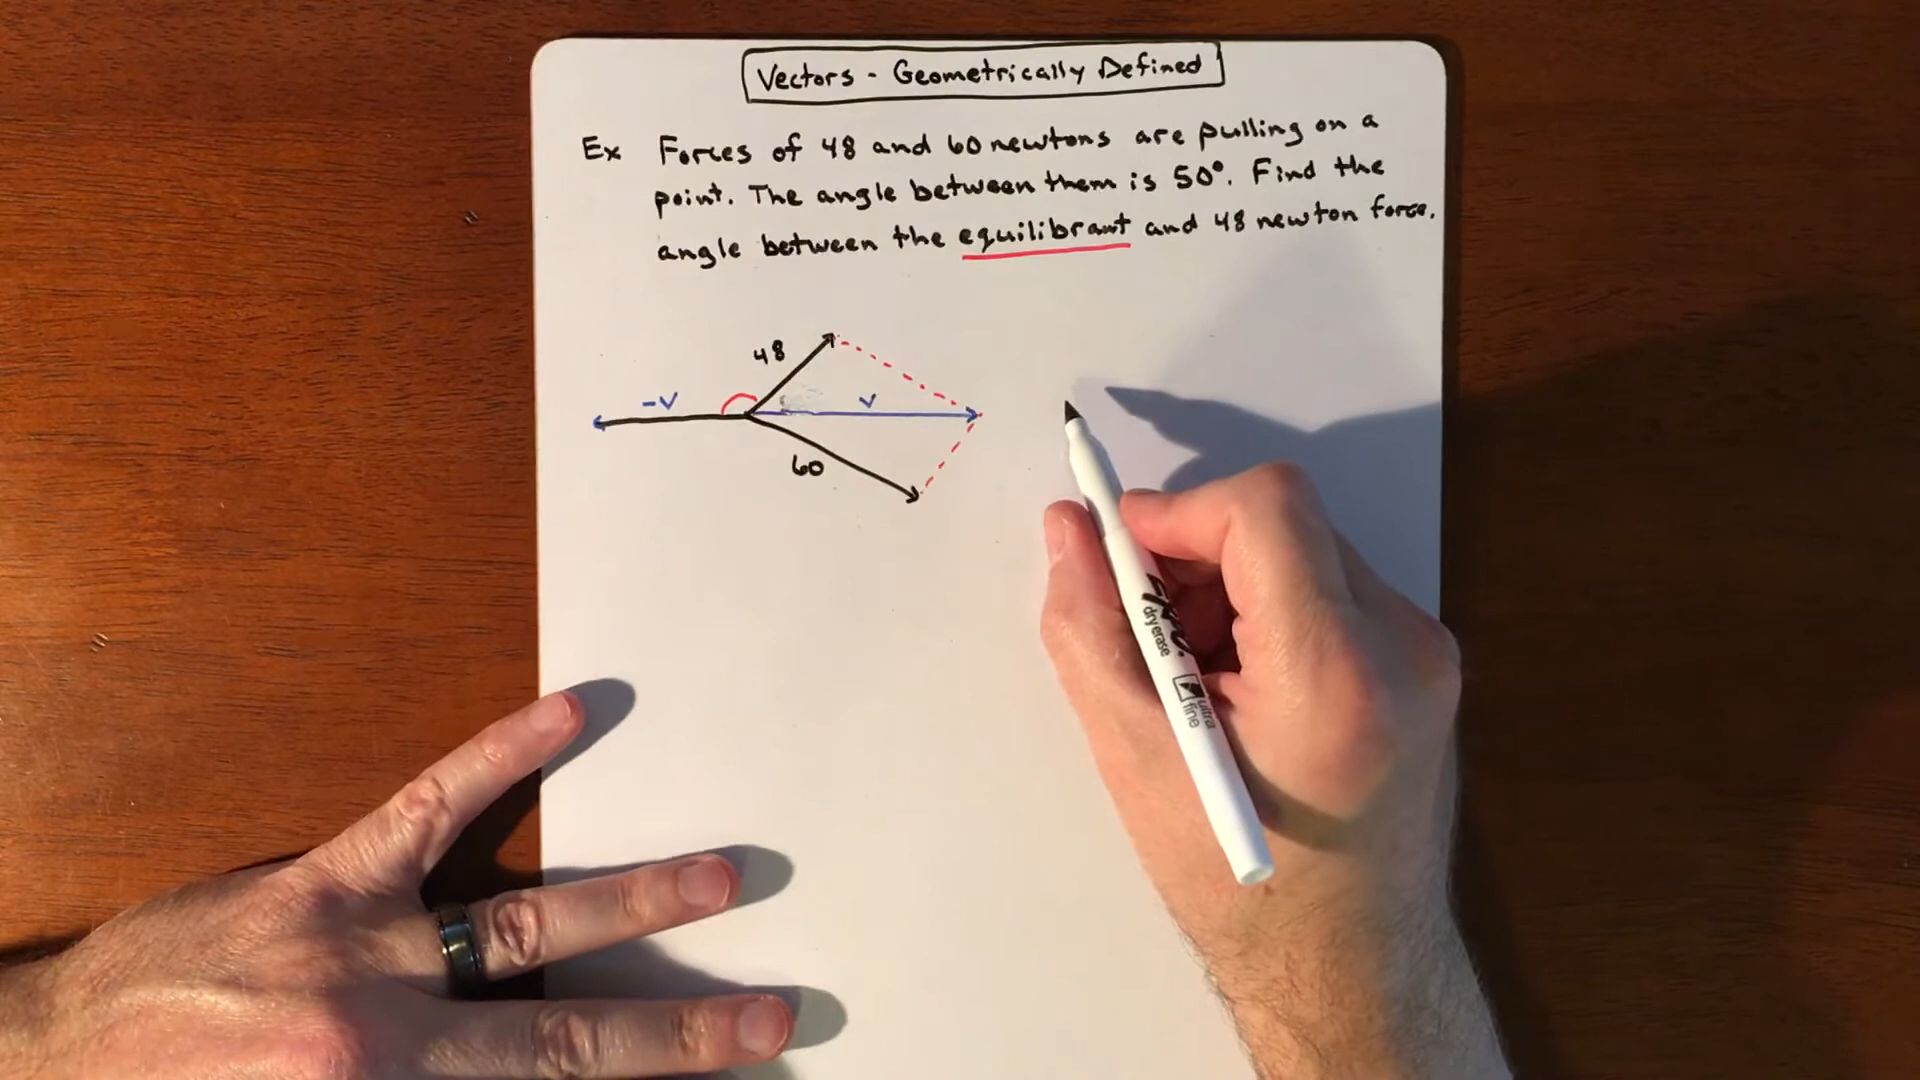 Vectors - Geometrically Defined
Ex Forces of 48 and 60 newtons are pulling on a
point. The angle between them is 50°. Find the
angle between the equilibrant and 48 newton force.
48
-V
V
60
EXPO.
dry erase
ultra
fine